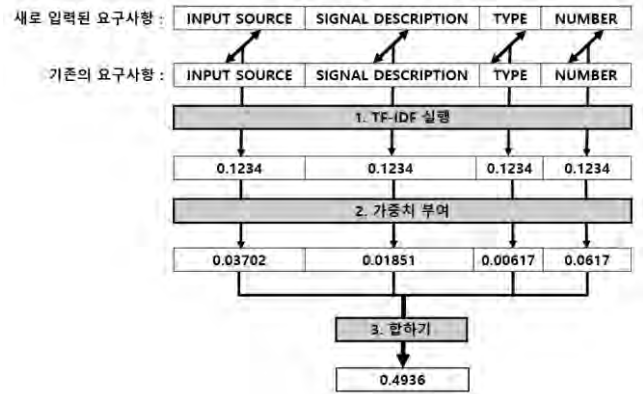 새로 입력된 요구사항 : INPUT SOURCE SIGNAL DESCRIPTION TYPE NUMBER
기존의 요구사항 : INPUT SOURCE SIGNAL DESCRIPTION TYPE NUMBER
1. TF-IDF 실행
0.1234 0.1234 0.1234 0.1234
2. 가중치 부여
0.03702 0.01851 0.00617 0.0617
3. 합하기
0.4936